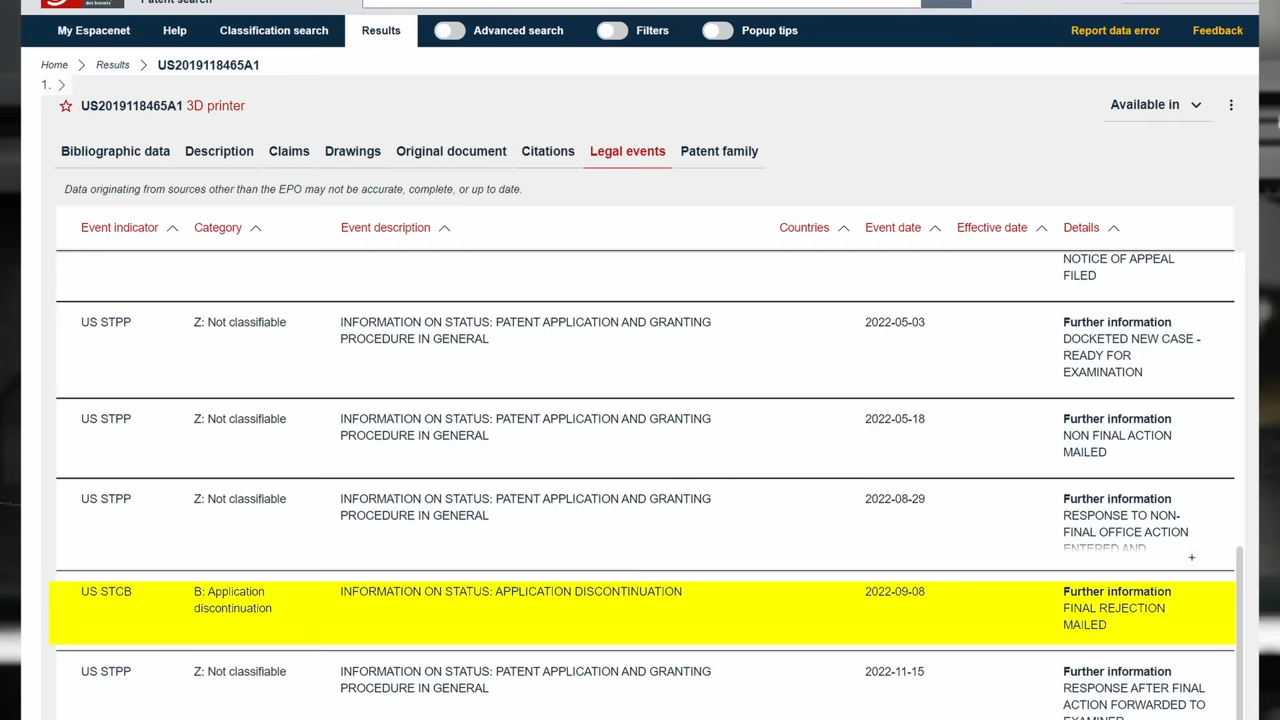 des brevets
Patent search
My Espacenet Help Classification search Results Advanced search Filters Popup tips Report data error Feedback
Home Results US2019118465A1
1.
US2019118465A1 3D printer
Available in
Bibliographic data Description Claims Drawings Original document Citations Legal events Patent family
Data originating from sources other than the EPO may not be accurate, complete, or up to date.
Event indicator Category Event description Countries Event date Effective date Details
NOTICE OF APPEAL
FILED
US STPP Z: Not classifiable INFORMATION ON STATUS: PATENT APPLICATION AND GRANTING 2022-05-03 Further information
PROCEDURE IN GENERAL DOCKETED NEW CASE -
READY FOR
EXAMINATION
US STPP Z: Not classifiable INFORMATION ON STATUS: PATENT APPLICATION AND GRANTING 2022-05-18 Further information
PROCEDURE IN GENERAL NON FINAL ACTION
MAILED
US STPP Z: Not classifiable INFORMATION ON STATUS: PATENT APPLICATION AND GRANTING 2022-08-29 Further information
PROCEDURE IN GENERAL RESPONSE TO NON-
FINAL OFFICE ACTION
ENTERED AND
+
US STCB B: Application INFORMATION ON STATUS: APPLICATION DISCONTINUATION 2022-09-08 Further information
discontinuation FINAL REJECTION
MAILED
US STPP Z: Not classifiable INFORMATION ON STATUS: PATENT APPLICATION AND GRANTING 2022-11-15 Further information
PROCEDURE IN GENERAL RESPONSE AFTER FINAL
ACTION FORWARDED TO
EXAMINER